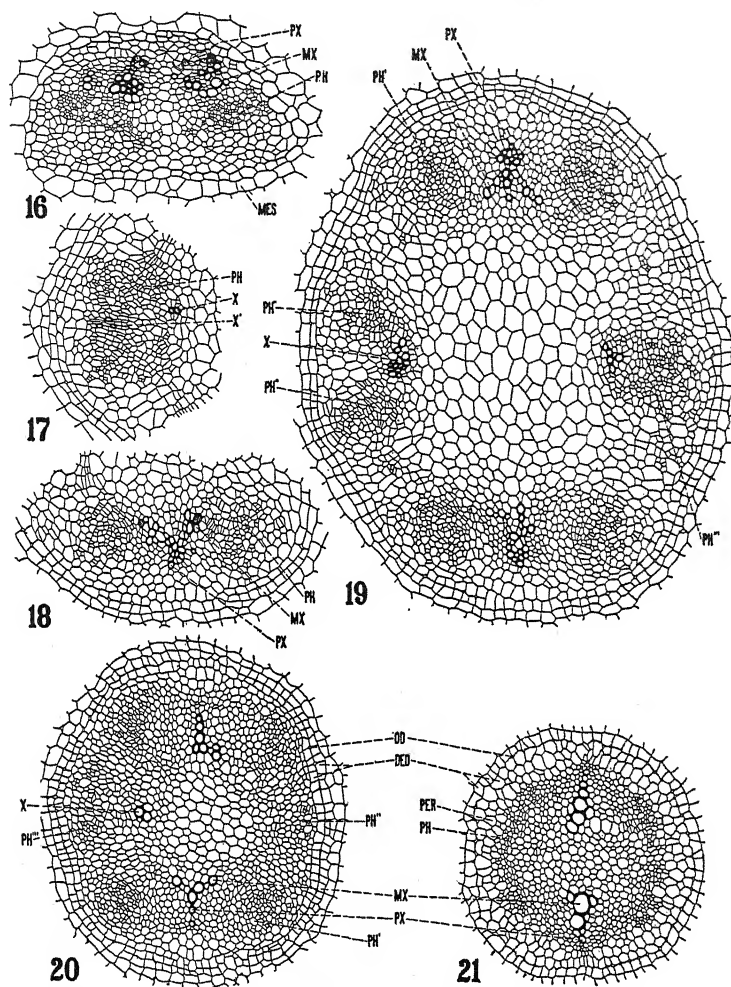 PX
MX
PH
MES
16
PH
X
X'
17
PH
MX
PX
18
PX
MX
PH'
PH''
X
PH''
PH'''
19
OD
DED
X
PH'''
PH''
MX
PX
PH'
20
PER
PH
21